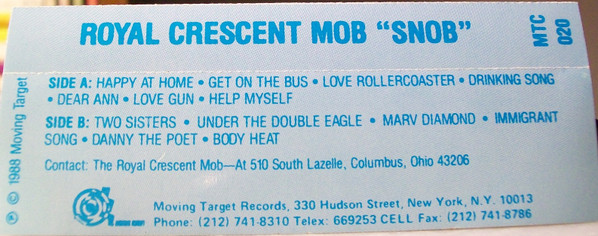 ROYAL CRESCENT MOB "SNOB"
MTC 020
SIDE A: HAPPY AT HOME • GET ON THE BUS • LOVE ROLLERCOASTER • DRINKING SONG
• DEAR ANN • LOVE GUN • HELP MYSELF
SIDE B: TWO SISTERS • UNDER THE DOUBLE EAGLE • MARV DIAMOND • IMMIGRANT
SONG • DANNY THE POET • BODY HEAT
Contact: The Royal Crescent Mob—At 510 South Lazelle, Columbus, Ohio 43206
℗ © 1988 Moving Target
Moving Target Records, 330 Hudson Street, New York, N.Y. 10013
Phone: (212) 741-8310 Telex: 669253 CELL Fax: (212) 741-8786